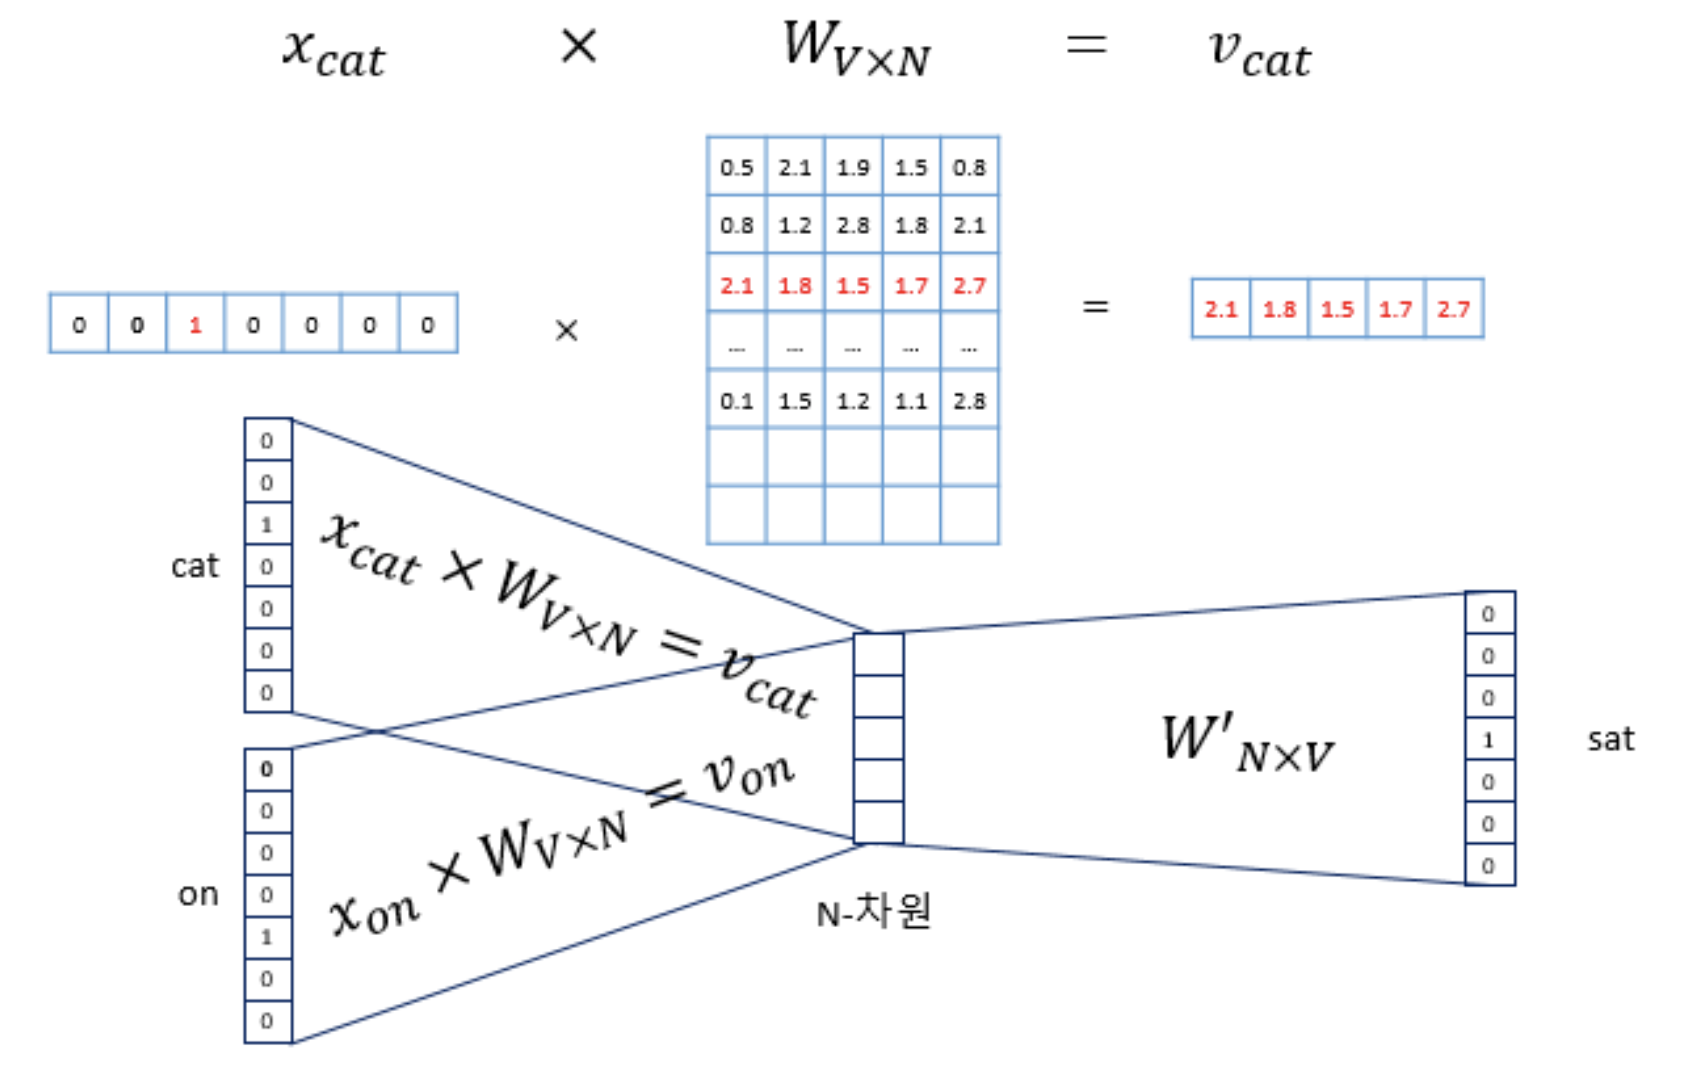 x_cat × W_V×N = v_cat
0.5 2.1 1.9 1.5 0.8
0.8 1.2 2.8 1.8 2.1
2.1 1.8 1.5 1.7 2.7
0 0 1 0 0 0 0 × = 2.1 1.8 1.5 1.7 2.7
... ... ... ... ...
0.1 1.5 1.2 1.1 2.8
cat
0
0
1
0
0
0
0
x_cat × W_V×N = v_cat
on
0
0
0
0
1
0
0
x_on × W_V×N = v_on
N-차원
W'_N×V
0
0
0
1
0
0
0
sat